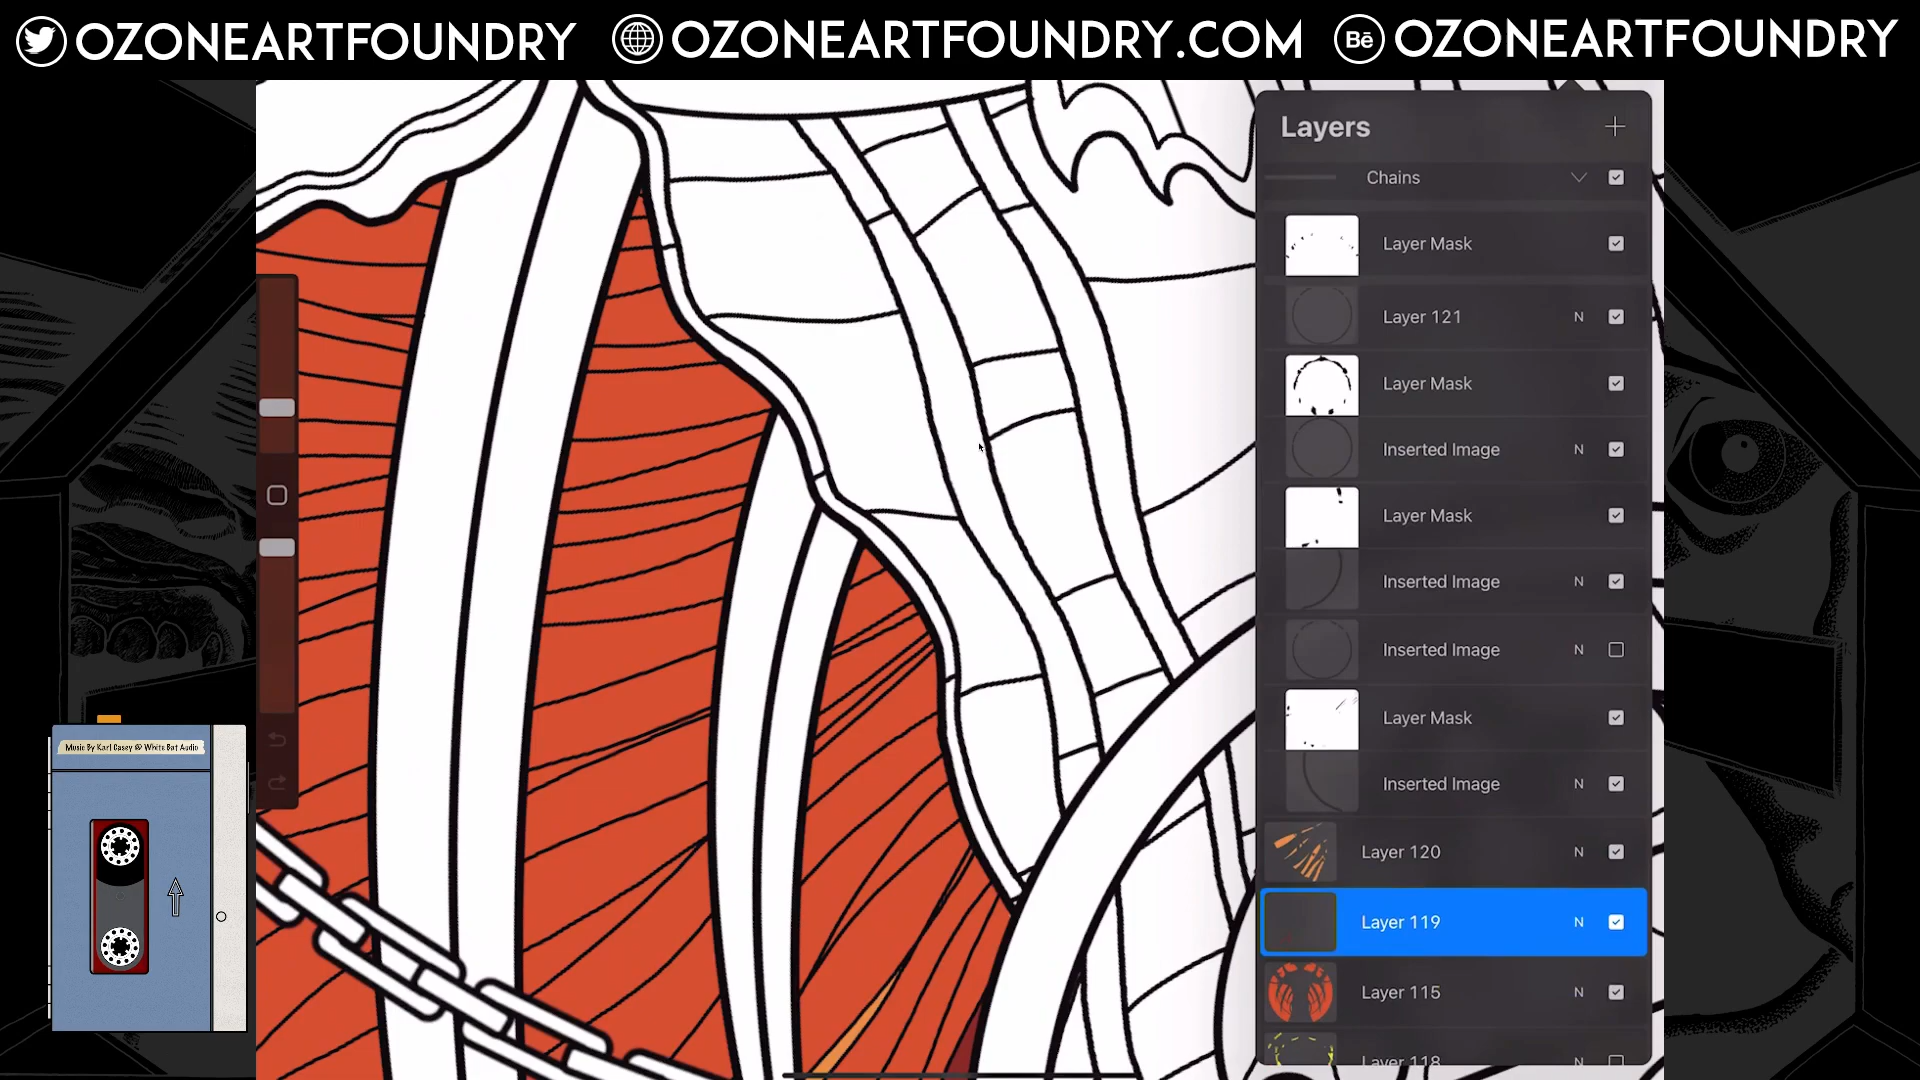 OZONEARTFOUNDRY OZONEARTFOUNDRY.COM Bē OZONEARTFOUNDRY
Layers
Chains
Layer Mask
Layer 121 N
Layer Mask
Inserted Image N
Layer Mask
Inserted Image N
Inserted Image N
Layer Mask
Inserted Image N
Layer 120 N
Layer 119 N
Layer 115 N
Layer 118 N
Music By Karl Casey @ White Bat Audio